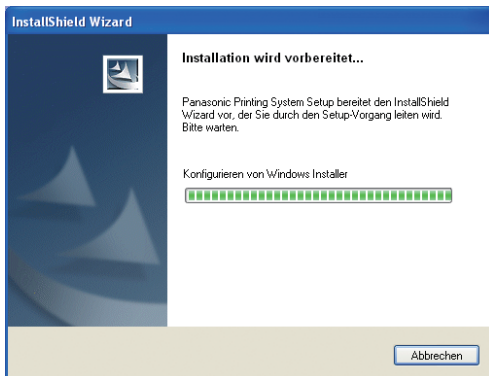 InstallShield Wizard
Installation wird vorbereitet...
Panasonic Printing System Setup bereitet den InstallShield
Wizard vor, der Sie durch den Setup-Vorgang leiten wird.
Bitte warten.
Konfigurieren von Windows Installer
Abbrechen